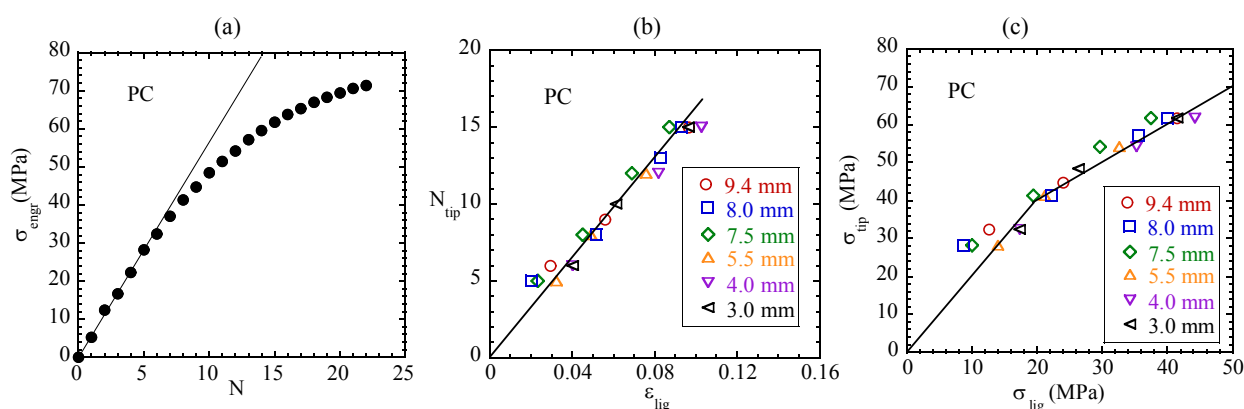 (a)
80
70
60
50
40
30
20
10
0
σengr (MPa)
PC
0 5 10 15 20 25
N
(b)
20
15
10
5
0
Ntip
PC
9.4 mm
8.0 mm
7.5 mm
5.5 mm
4.0 mm
3.0 mm
0 0.04 0.08 0.12 0.16
εlig
(c)
80
70
60
50
40
30
20
10
0
σtip (MPa)
PC
9.4 mm
8.0 mm
7.5 mm
5.5 mm
4.0 mm
3.0 mm
0 10 20 30 40 50
σlig (MPa)